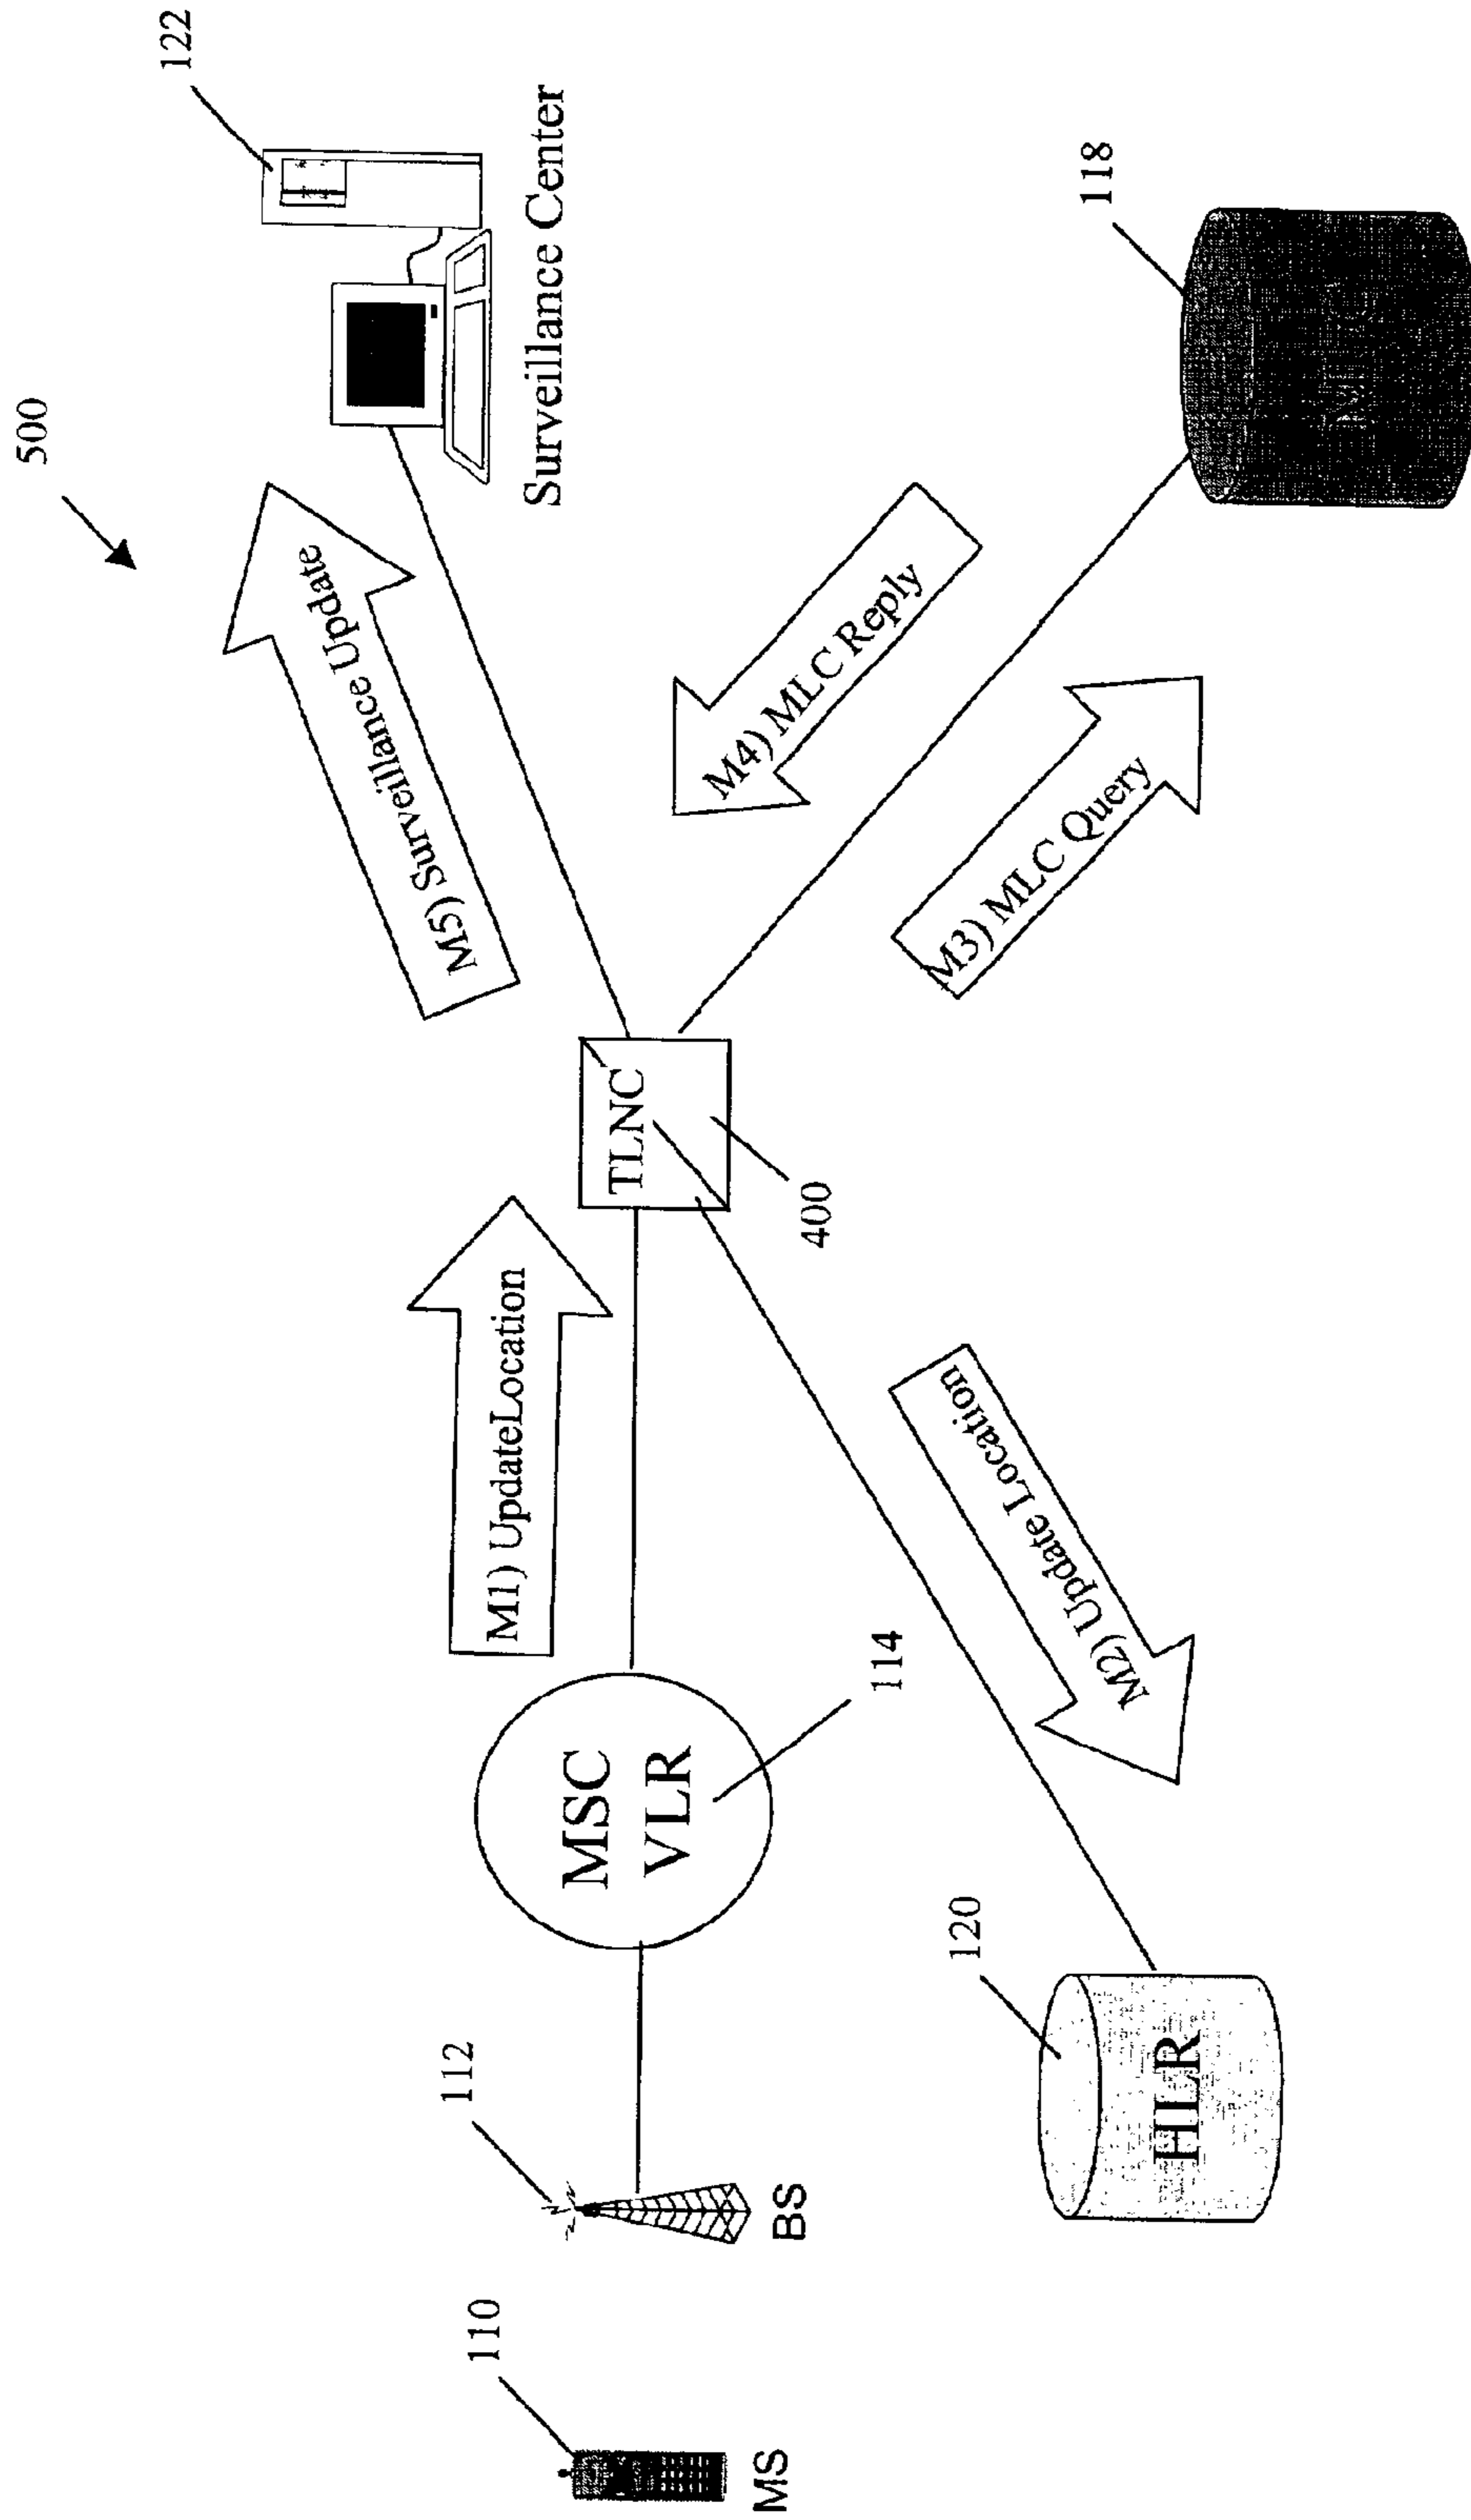 500
122
Surveillance Center
M5) Surveillance Update
M1) UpdateLocation
TLNC
400
M4) MLC Reply
M3) MLC Query
118
MSC
VLR
114
M2) Update Location
112
BS
110
MS
120
HLR